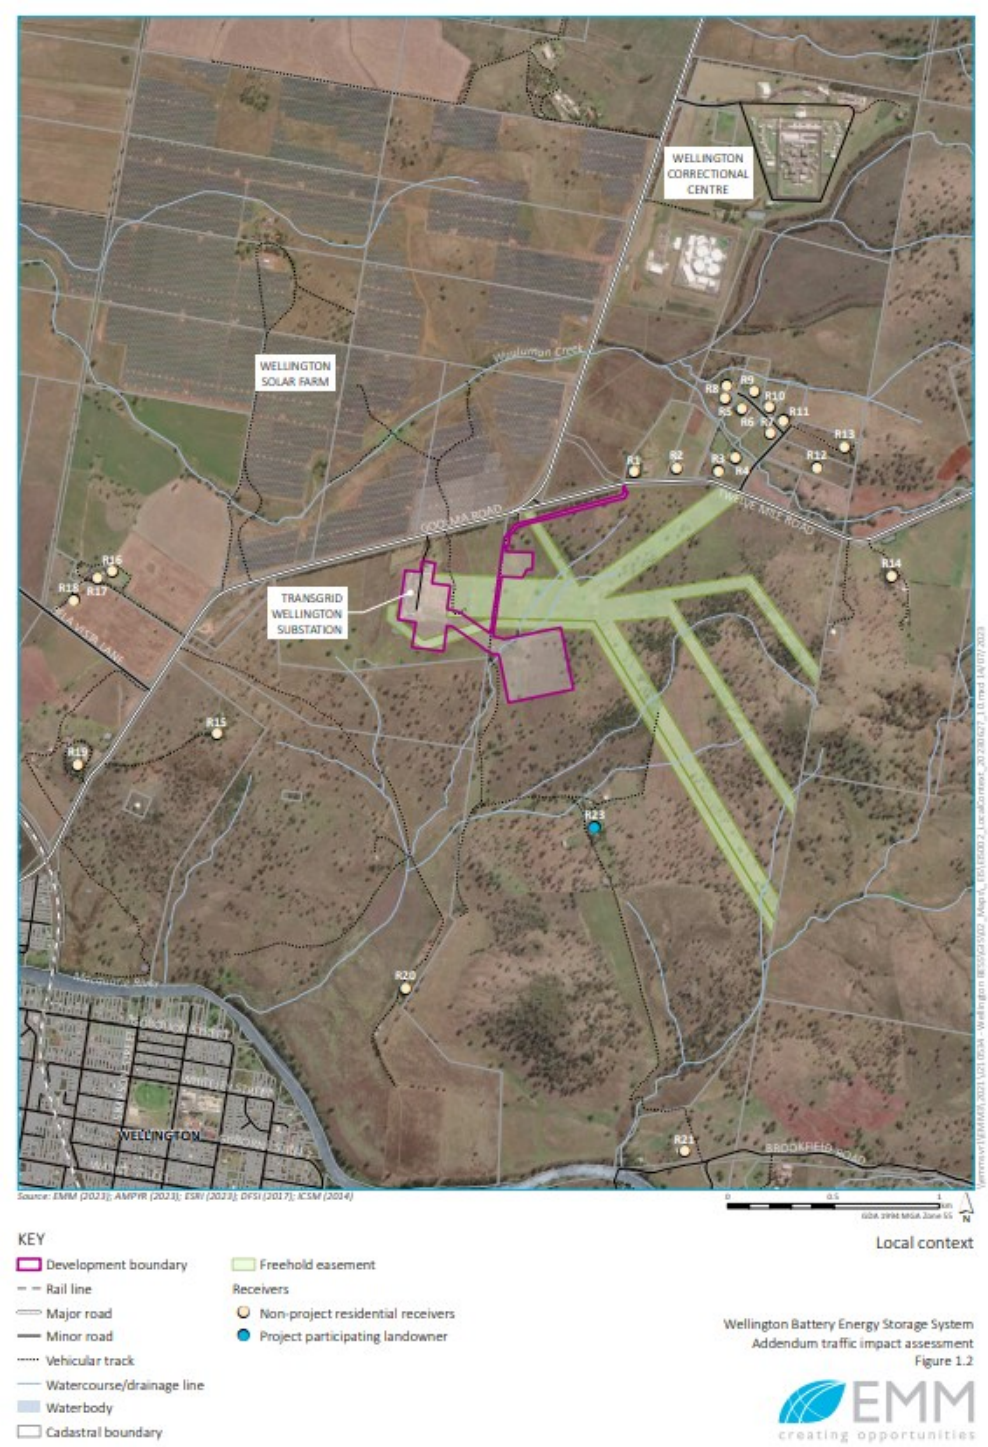 WELLINGTON
CORRECTIONAL
CENTRE
Wuuluman Creek
WELLINGTON
SOLAR FARM
R8
R9
R10
R5
R6
R7
R11
R13
R1
R2
R3
R4
R12
GOOLMA ROAD
TWELVE MILE ROAD
R14
R16
R18
R17
TRANSGRID
WELLINGTON
SUBSTATION
R15
R19
R23
R20
Macquarie River
WELLINGTON
R21
BROOKFIELD ROAD
Source: EMM (2023); AMPYR (2023); ESRI (2023); DFSI (2017); ICSM (2014)
0
0.5
1
km
GDA 1994 MGA Zone 55
N
KEY
Development boundary
Rail line
Major road
Minor road
Vehicular track
Watercourse/drainage line
Waterbody
Cadastral boundary
Freehold easement
Receivers
Non-project residential receivers
Project participating landowner
Local context
Wellington Battery Energy Storage System
Addendum traffic impact assessment
Figure 1.2
EMM
creating opportunities